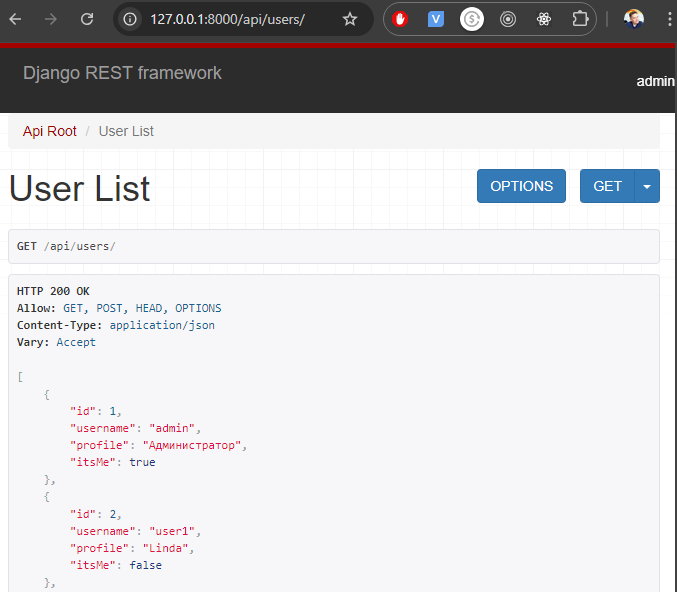 127.0.0.1:8000/api/users/
Django REST framework
admin
Api Root / User List
User List
OPTIONS GET
GET /api/users/
HTTP 200 OK
Allow: GET, POST, HEAD, OPTIONS
Content-Type: application/json
Vary: Accept
[
{
"id": 1,
"username": "admin",
"profile": "Администратор",
"itsMe": true
},
{
"id": 2,
"username": "user1",
"profile": "Linda",
"itsMe": false
},